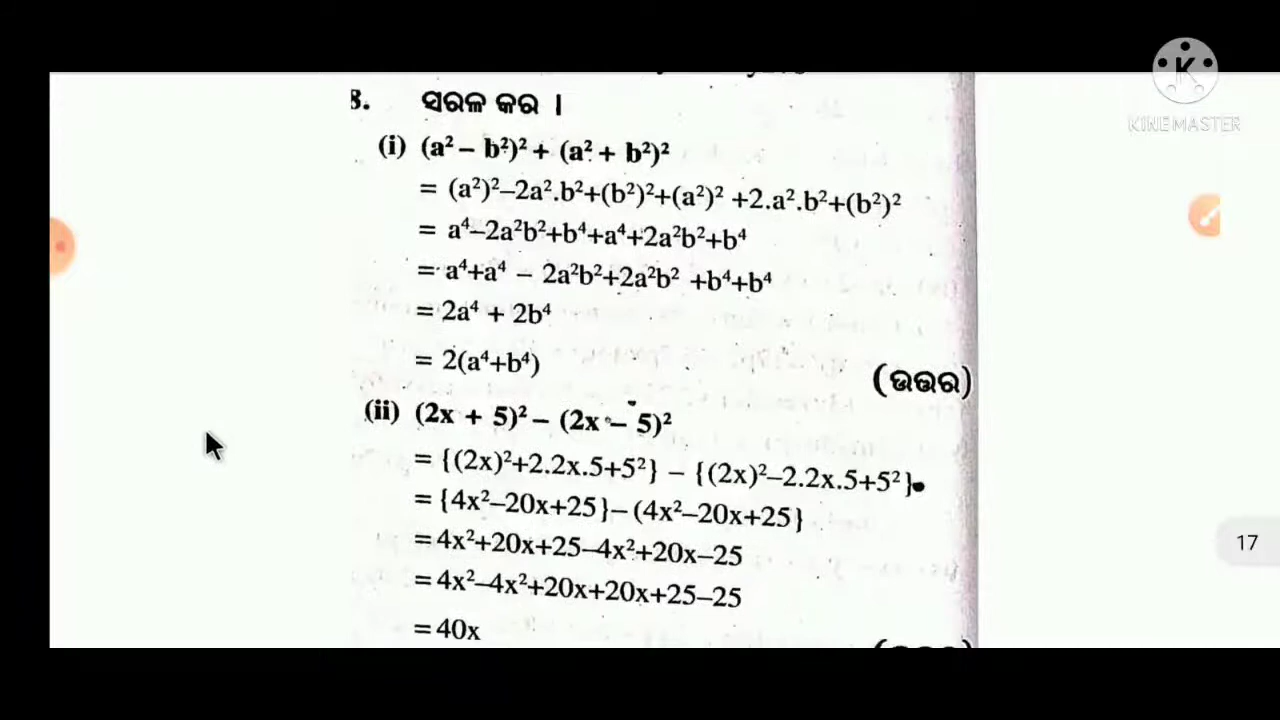 K
KINEMASTER
3. ସରଳ କର ।
(i) (a² – b²)² + (a² + b²)²
= (a²)²–2a².b²+(b²)²+(a²)² +2.a².b²+(b²)²
= a⁴–2a²b²+b⁴+a⁴+2a²b²+b⁴
= a⁴+a⁴ – 2a²b²+2a²b² +b⁴+b⁴
= 2a⁴ + 2b⁴
= 2(a⁴+b⁴)
(ଉତ୍ତର)
(ii) (2x + 5)² – (2x – 5)²
= {(2x)²+2.2x.5+5²} – {(2x)²–2.2x.5+5²}
= {4x²–20x+25}– (4x²–20x+25}
= 4x²+20x+25–4x²+20x–25
= 4x²–4x²+20x+20x+25–25
= 40x
17